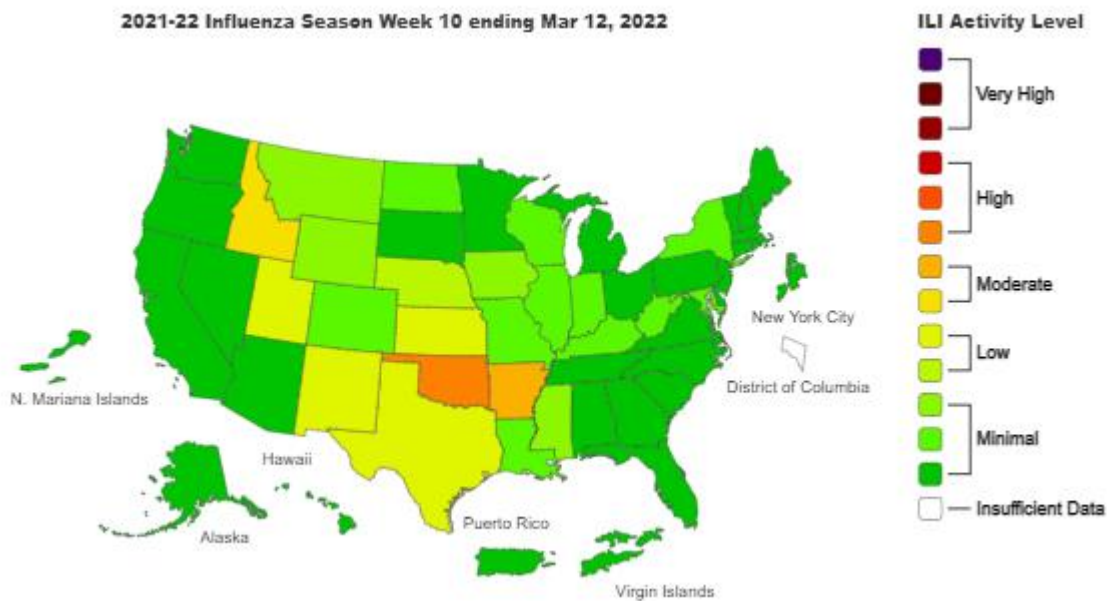 2021-22 Influenza Season Week 10 ending Mar 12, 2022
ILI Activity Level
Very High
High
Moderate
Low
Minimal
Insufficient Data
New York City
District of Columbia
N. Mariana Islands
Hawaii
Alaska
Puerto Rico
Virgin Islands